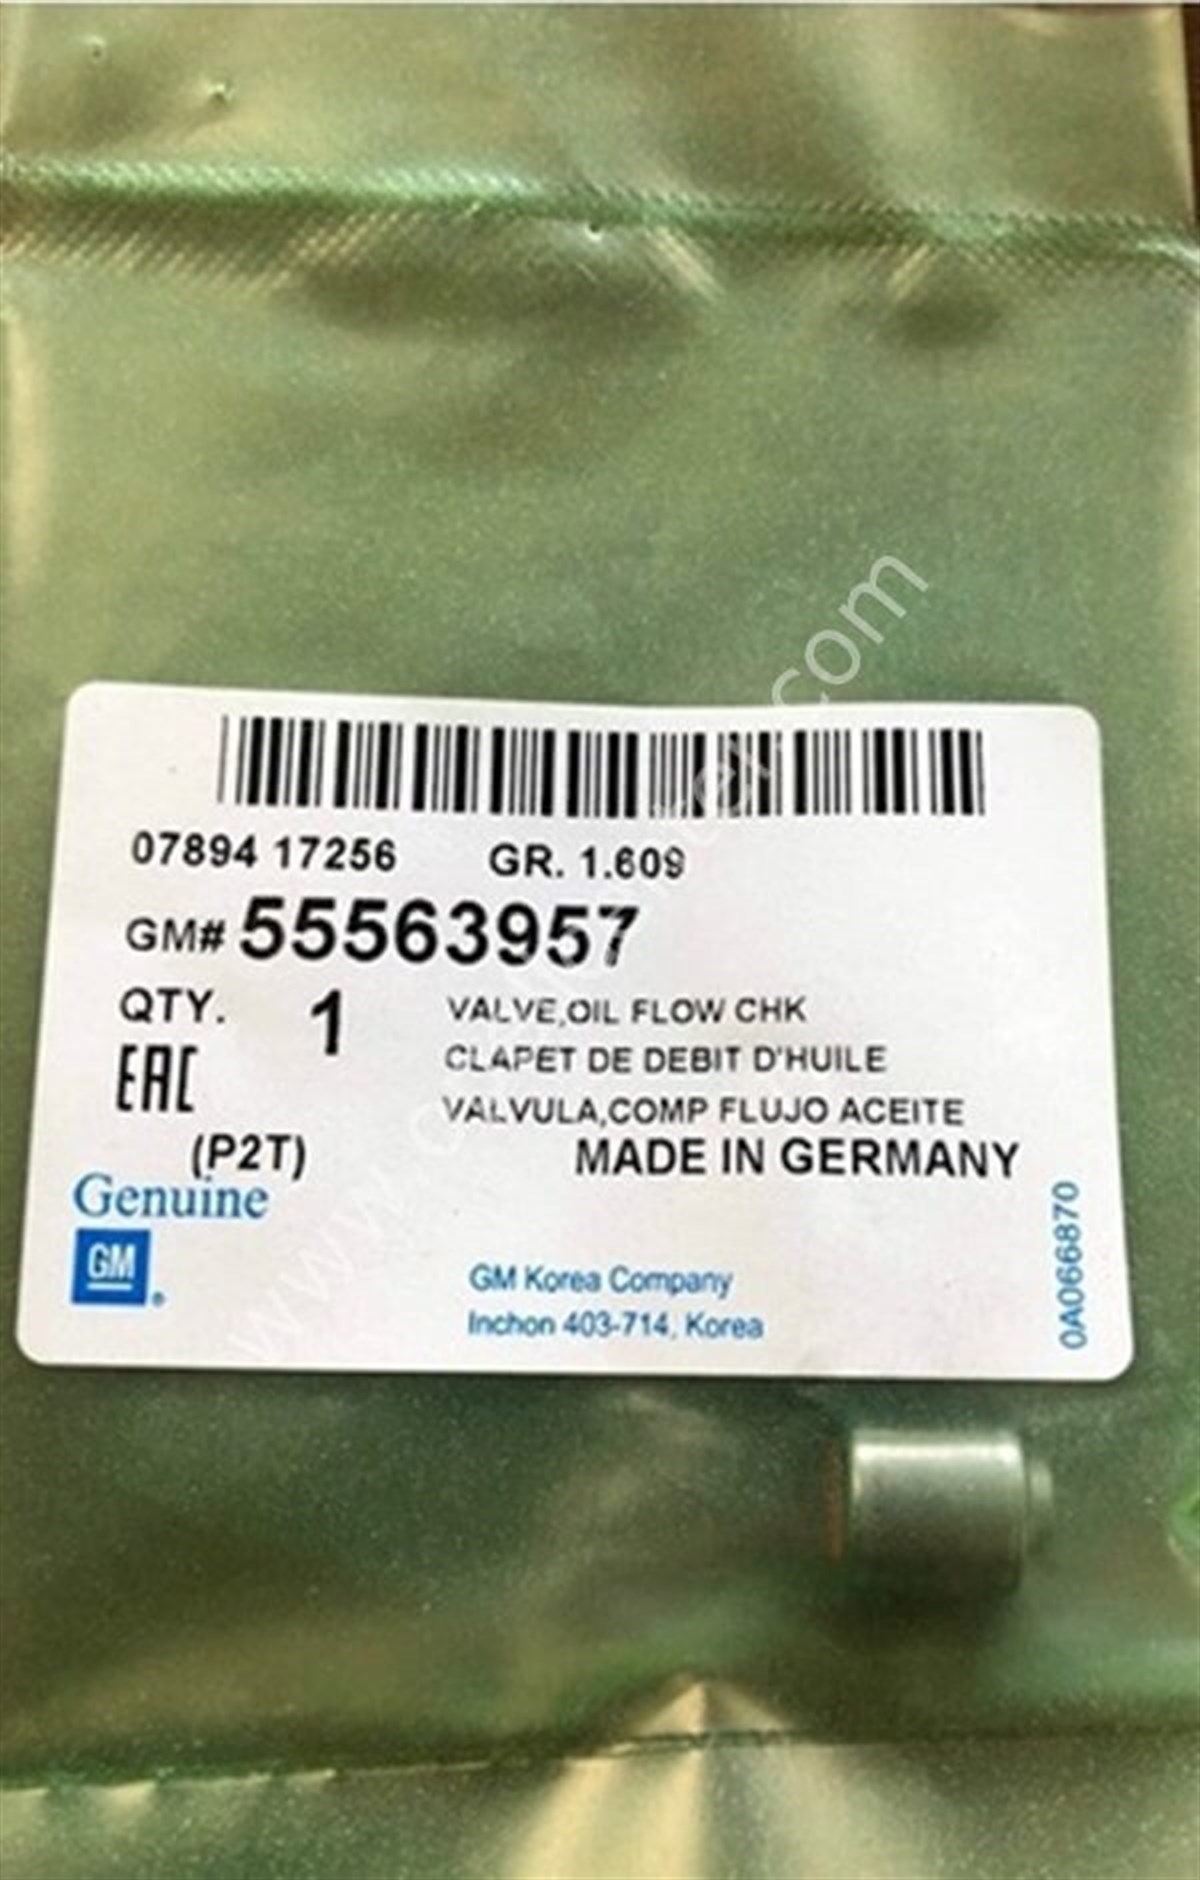 07894 17256 GR. 1.609
GM# 55563957
QTY. 1
VALVE,OIL FLOW CHK
CLAPET DE DEBIT D'HUILE
EAC
VALVULA,COMP FLUJO ACEITE
(P2T) MADE IN GERMANY
Genuine
GM
GM Korea Company
Inchon 403-714, Korea
0A066870